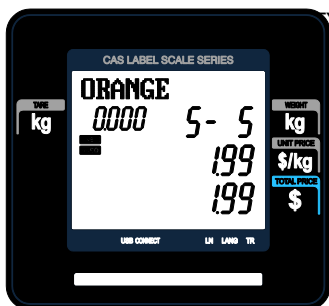 CAS LABEL SCALE SERIES
ORANGE
TARE
kg
0.000 5- 5
WEIGHT
kg
1.99
UNIT PRICE
$/kg
1.99
TOTAL PRICE
$
USB CONNECT LN LANG TR